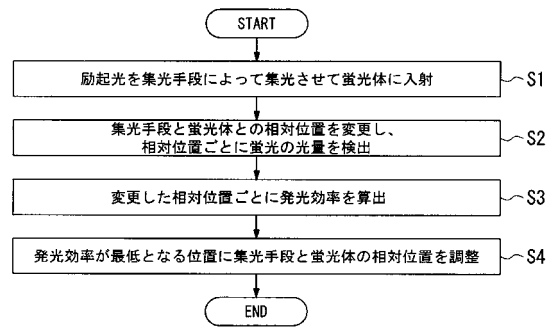 START
励起光を集光手段によって集光させて蛍光体に入射
S1
集光手段と蛍光体との相対位置を変更し、
相対位置ごとに蛍光の光量を検出
S2
変更した相対位置ごとに発光効率を算出
S3
発光効率が最低となる位置に集光手段と蛍光体の相対位置を調整
S4
END